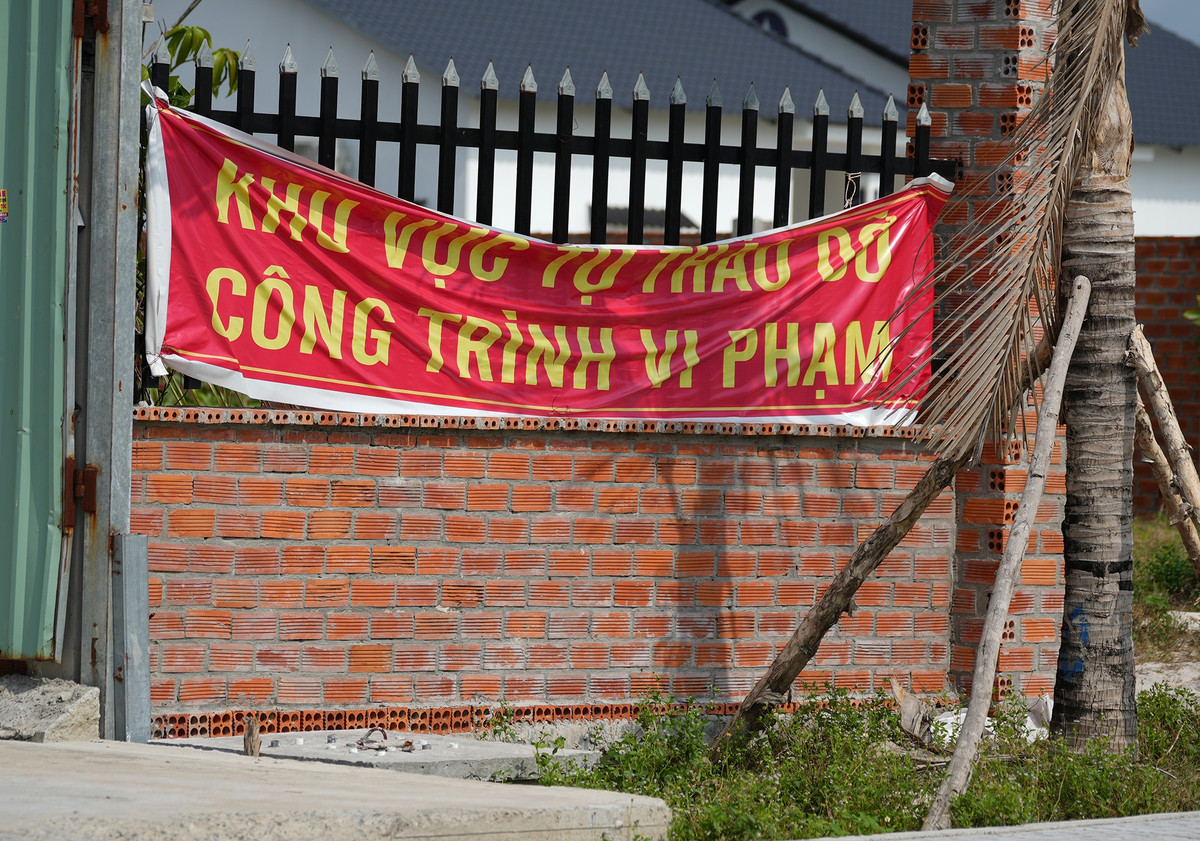 KHU VỰC TỰ THÁO DỠ
CÔNG TRÌNH VI PHẠM